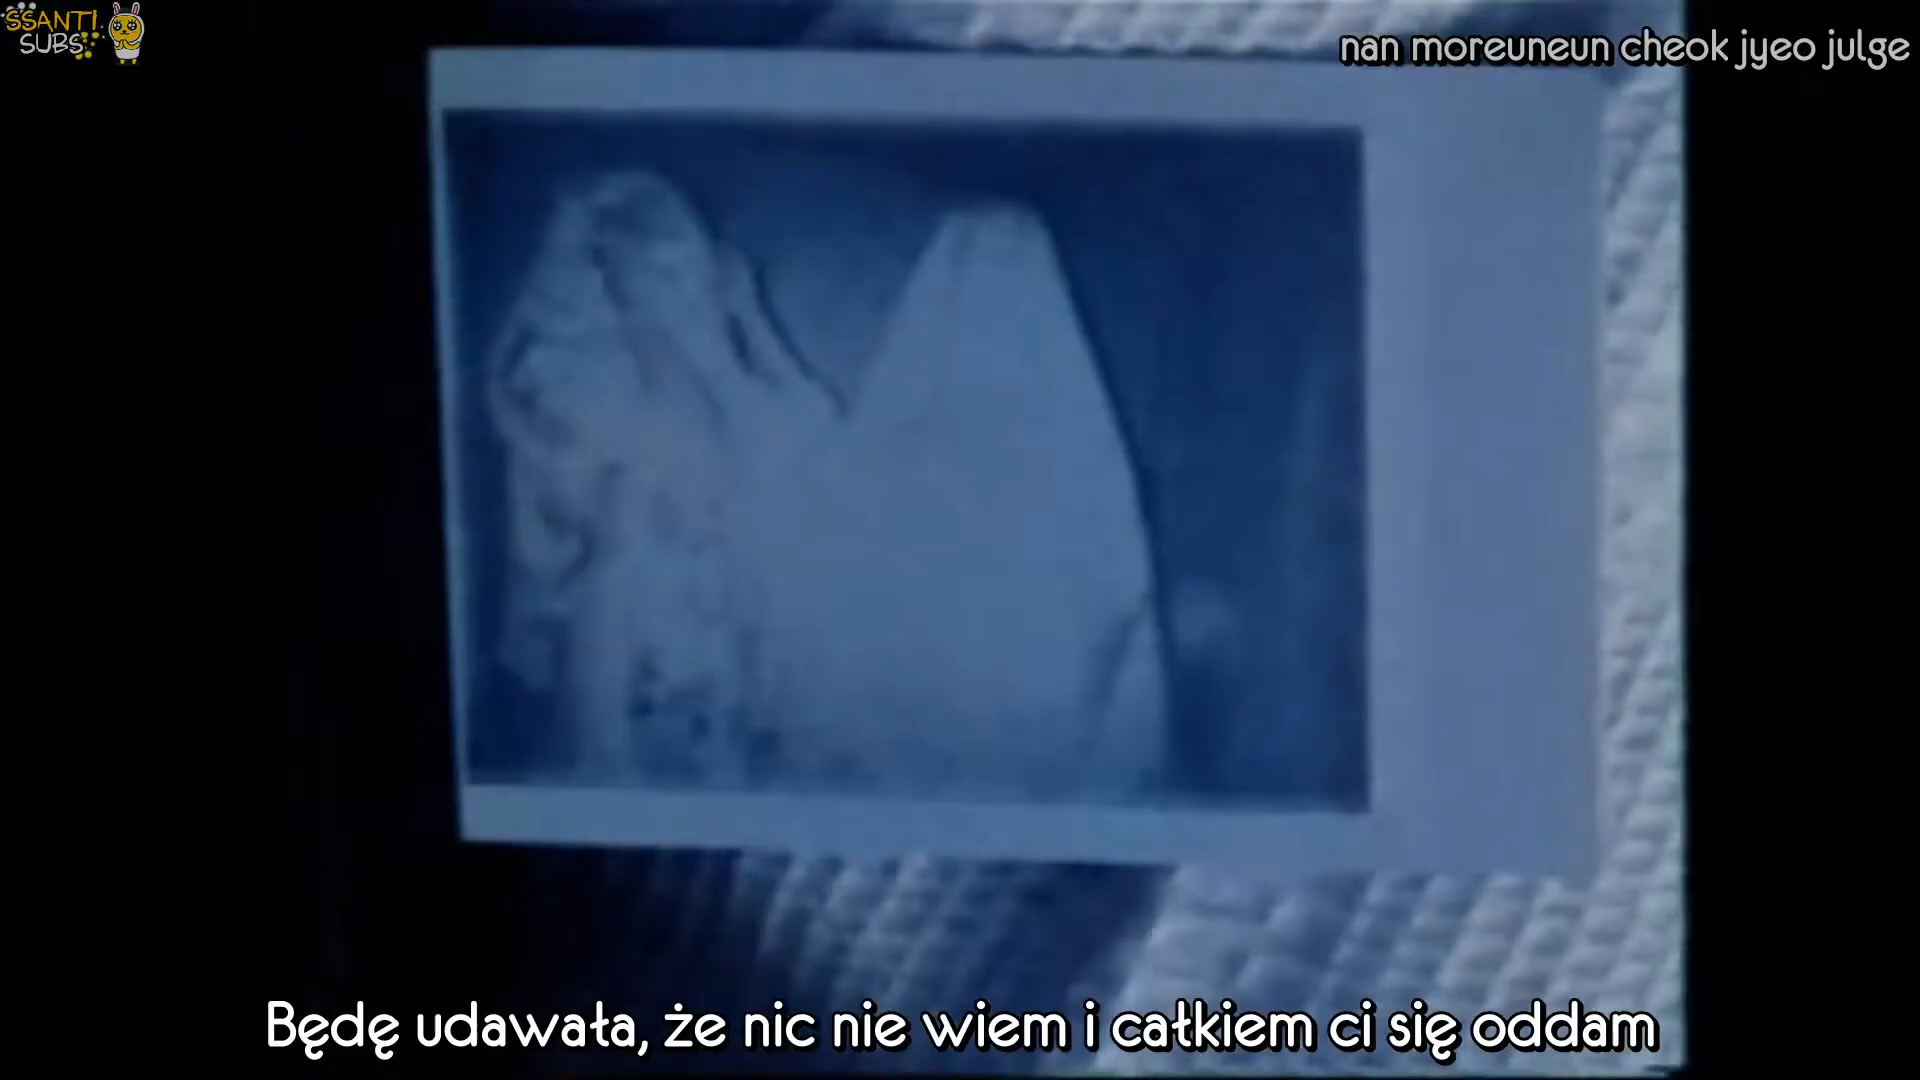 SSANTI
SUBS
nan moreuneun cheok jyeo julge
Będę udawała, że nic nie wiem i całkiem ci się oddam